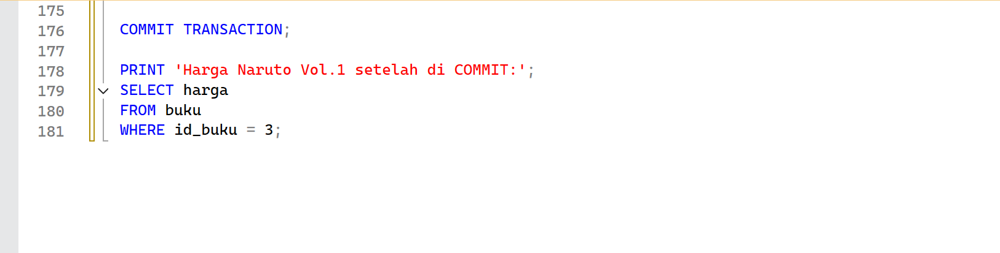 175
176 COMMIT TRANSACTION;
177
178 PRINT 'Harga Naruto Vol.1 setelah di COMMIT:';
179 SELECT harga
180 FROM buku
181 WHERE id_buku = 3;